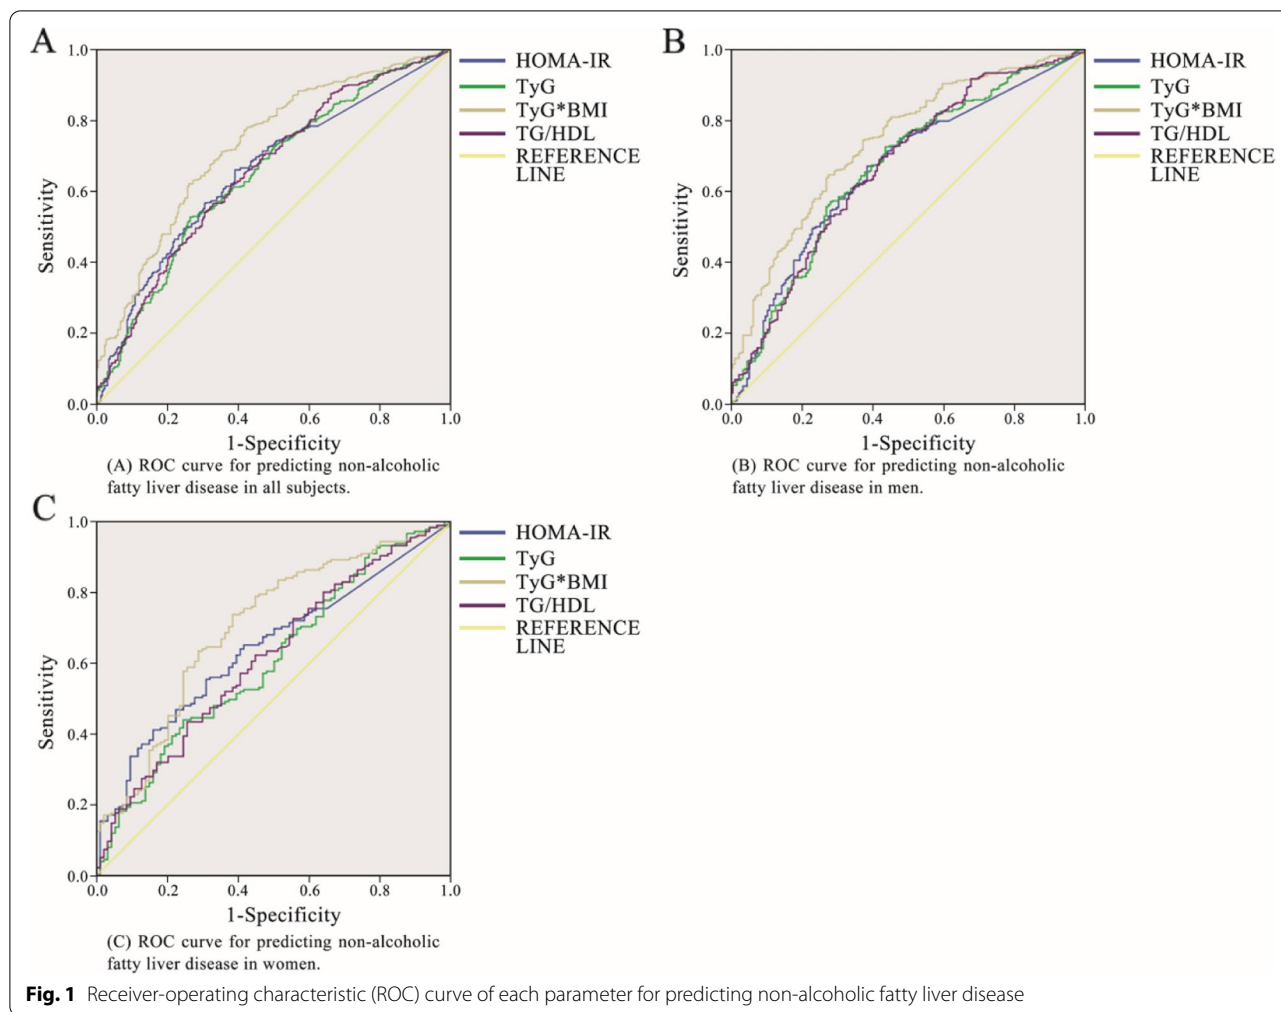 A
1.0
0.8
0.6
0.4
0.2
0.0
Sensitivity
0.0 0.2 0.4 0.6 0.8 1.0
1-Specificity
HOMA-IR
TyG
TyG*BMI
TG/HDL
REFERENCE
LINE
(A) ROC curve for predicting non-alcoholic
fatty liver disease in all subjects.
B
1.0
0.8
0.6
0.4
0.2
0.0
Sensitivity
0.0 0.2 0.4 0.6 0.8 1.0
1-Specificity
HOMA-IR
TyG
TyG*BMI
TG/HDL
REFERENCE
LINE
(B) ROC curve for predicting non-alcoholic
fatty liver disease in men.
C
1.0
0.8
0.6
0.4
0.2
0.0
Sensitivity
0.0 0.2 0.4 0.6 0.8 1.0
1-Specificity
HOMA-IR
TyG
TyG*BMI
TG/HDL
REFERENCE
LINE
(C) ROC curve for predicting non-alcoholic
fatty liver disease in women.
Fig. 1 Receiver-operating characteristic (ROC) curve of each parameter for predicting non-alcoholic fatty liver disease